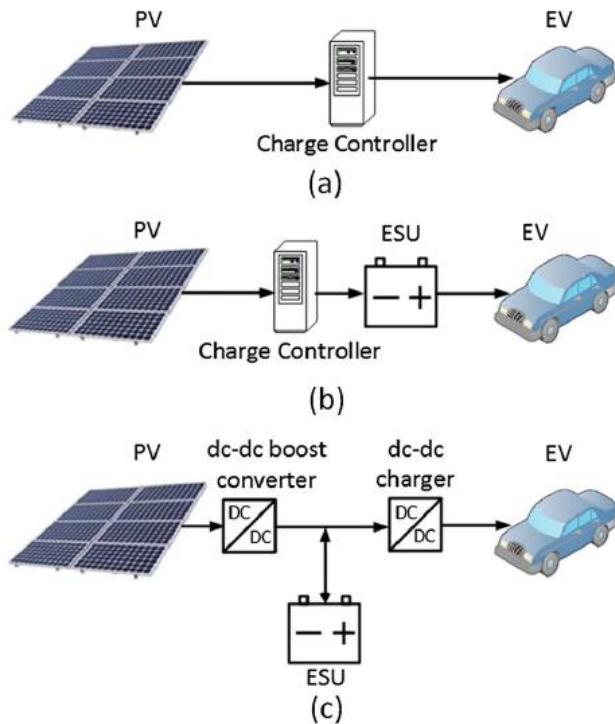 PV
EV
Charge Controller
(a)
PV
ESU
EV
Charge Controller
(b)
PV
dc-dc boost
converter
dc-dc
charger
EV
DC
DC
DC
DC
ESU
(c)